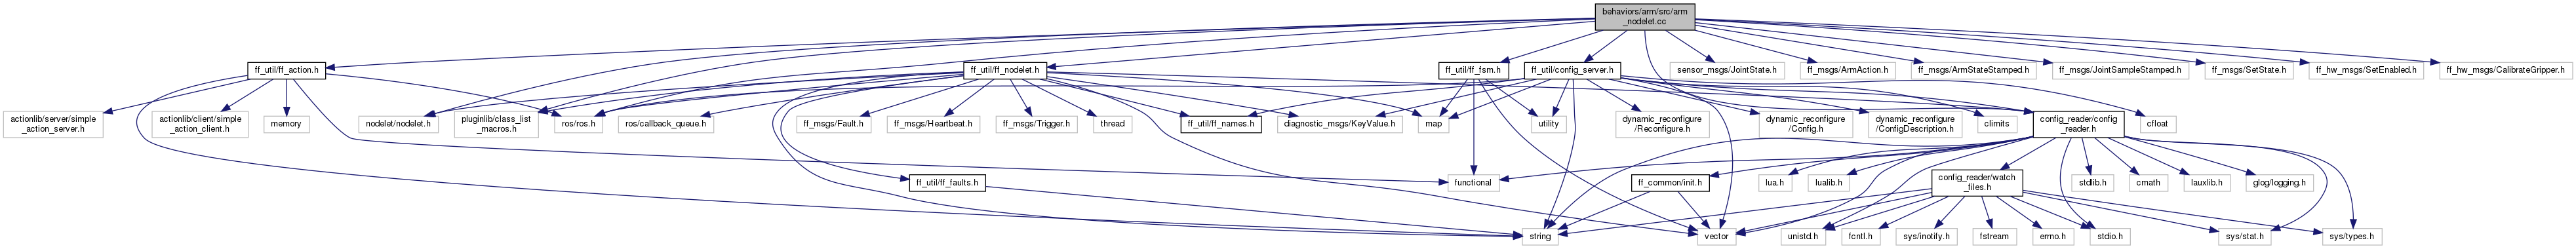 behaviors/arm/src/arm
_nodelet.cc
ff_util/ff_action.h
ff_util/ff_nodelet.h
ff_util/ff_fsm.h
ff_util/config_server.h
sensor_msgs/JointState.h
ff_msgs/ArmAction.h
ff_msgs/ArmStateStamped.h
ff_msgs/JointSampleStamped.h
ff_msgs/SetState.h
ff_hw_msgs/SetEnabled.h
ff_hw_msgs/CalibrateGripper.h
actionlib/server/simple
_action_server.h
actionlib/client/simple
_action_client.h
memory
nodelet/nodelet.h
pluginlib/class_list
_macros.h
ros/ros.h
ros/callback_queue.h
ff_msgs/Fault.h
ff_msgs/Heartbeat.h
ff_msgs/Trigger.h
thread
ff_util/ff_names.h
diagnostic_msgs/KeyValue.h
map
utility
dynamic_reconfigure
/Reconfigure.h
dynamic_reconfigure
/Config.h
dynamic_reconfigure
/ConfigDescription.h
climits
config_reader/config
_reader.h
cfloat
ff_util/ff_faults.h
functional
ff_common/init.h
lua.h
lualib.h
config_reader/watch
_files.h
stdlib.h
cmath
lauxlib.h
glog/logging.h
string
vector
unistd.h
fcntl.h
sys/inotify.h
fstream
errno.h
stdio.h
sys/stat.h
sys/types.h